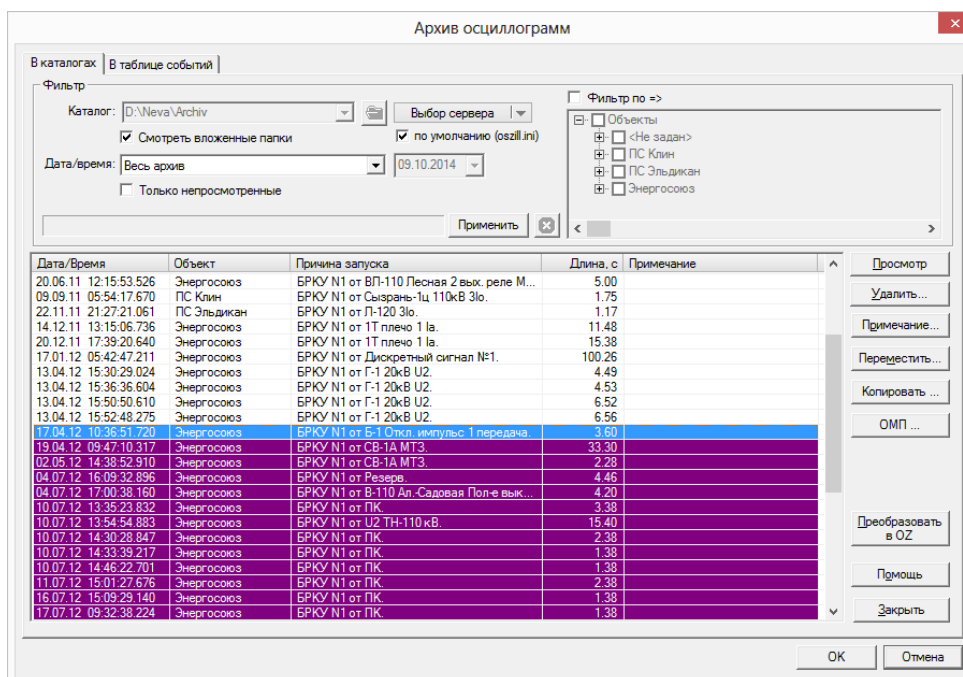 Архив осциллограмм
В каталогах В таблице событий
Фильтр
Каталог: D:\Neva\Archiv Выбор сервера
Смотреть вложенные папки по умолчанию (oszill.ini)
Дата/время: Весь архив 09.10.2014
Только непросмотренные
Применить
Фильтр по =>
Объекты
<Не задан>
ПС Клин
ПС Эльдикан
Энергосоюз
Дата/Время Объект Причина запуска Длина, с Примечание
20.06.11 12:15:53.526 Энергосоюз БРКУ N1 от ВЛ-110 Лесная 2 вых. реле М... 5.00
09.09.11 05:54:17.670 ПС Клин БРКУ N1 от Сызрань-1ц 110кВ 3Io. 1.75
22.11.11 21:27:21.061 ПС Эльдикан БРКУ N1 от Л-120 3Io. 1.17
14.12.11 13:15:06.736 Энергосоюз БРКУ N1 от 1Т плечо 1 Ia. 11.48
20.12.11 17:39:20.640 Энергосоюз БРКУ N1 от 1Т плечо 1 Ia. 15.38
17.01.12 05:42:47.211 Энергосоюз БРКУ N1 от Дискретный сигнал №1. 100.26
13.04.12 15:30:29.024 Энергосоюз БРКУ N1 от Г-1 20кВ U2. 4.49
13.04.12 15:36:36.604 Энергосоюз БРКУ N1 от Г-1 20кВ U2. 4.53
13.04.12 15:50:50.610 Энергосоюз БРКУ N1 от Г-1 20кВ U2. 6.52
13.04.12 15:52:48.275 Энергосоюз БРКУ N1 от Г-1 20кВ U2. 6.56
17.04.12 10:36:51.720 Энергосоюз БРКУ N1 от Б-1 Откл. импульс 1 передача. 3.60
19.04.12 09:47:10.317 Энергосоюз БРКУ N1 от СВ-1А МТЗ. 33.30
02.05.12 14:38:52.910 Энергосоюз БРКУ N1 от СВ-1А МТЗ. 2.28
04.07.12 16:09:32.896 Энергосоюз БРКУ N1 от Резерв. 4.46
04.07.12 17:00:38.160 Энергосоюз БРКУ N1 от В-110 Ал.-Садовая Пол-е вык... 4.20
10.07.12 13:35:23.832 Энергосоюз БРКУ N1 от ПК. 3.38
10.07.12 13:54:54.883 Энергосоюз БРКУ N1 от U2 ТН-110 кВ. 15.40
10.07.12 14:30:28.847 Энергосоюз БРКУ N1 от ПК. 2.38
10.07.12 14:33:39.217 Энергосоюз БРКУ N1 от ПК. 1.38
10.07.12 14:46:22.701 Энергосоюз БРКУ N1 от ПК. 1.38
11.07.12 15:01:27.676 Энергосоюз БРКУ N1 от ПК. 2.38
16.07.12 15:09:29.140 Энергосоюз БРКУ N1 от ПК. 1.38
17.07.12 09:32:38.224 Энергосоюз БРКУ N1 от ПК. 1.38
Просмотр
Удалить...
Примечание...
Переместить...
Копировать ...
ОМП ...
Преобразовать
в OZ
Помощь
Закрыть
OK Отмена